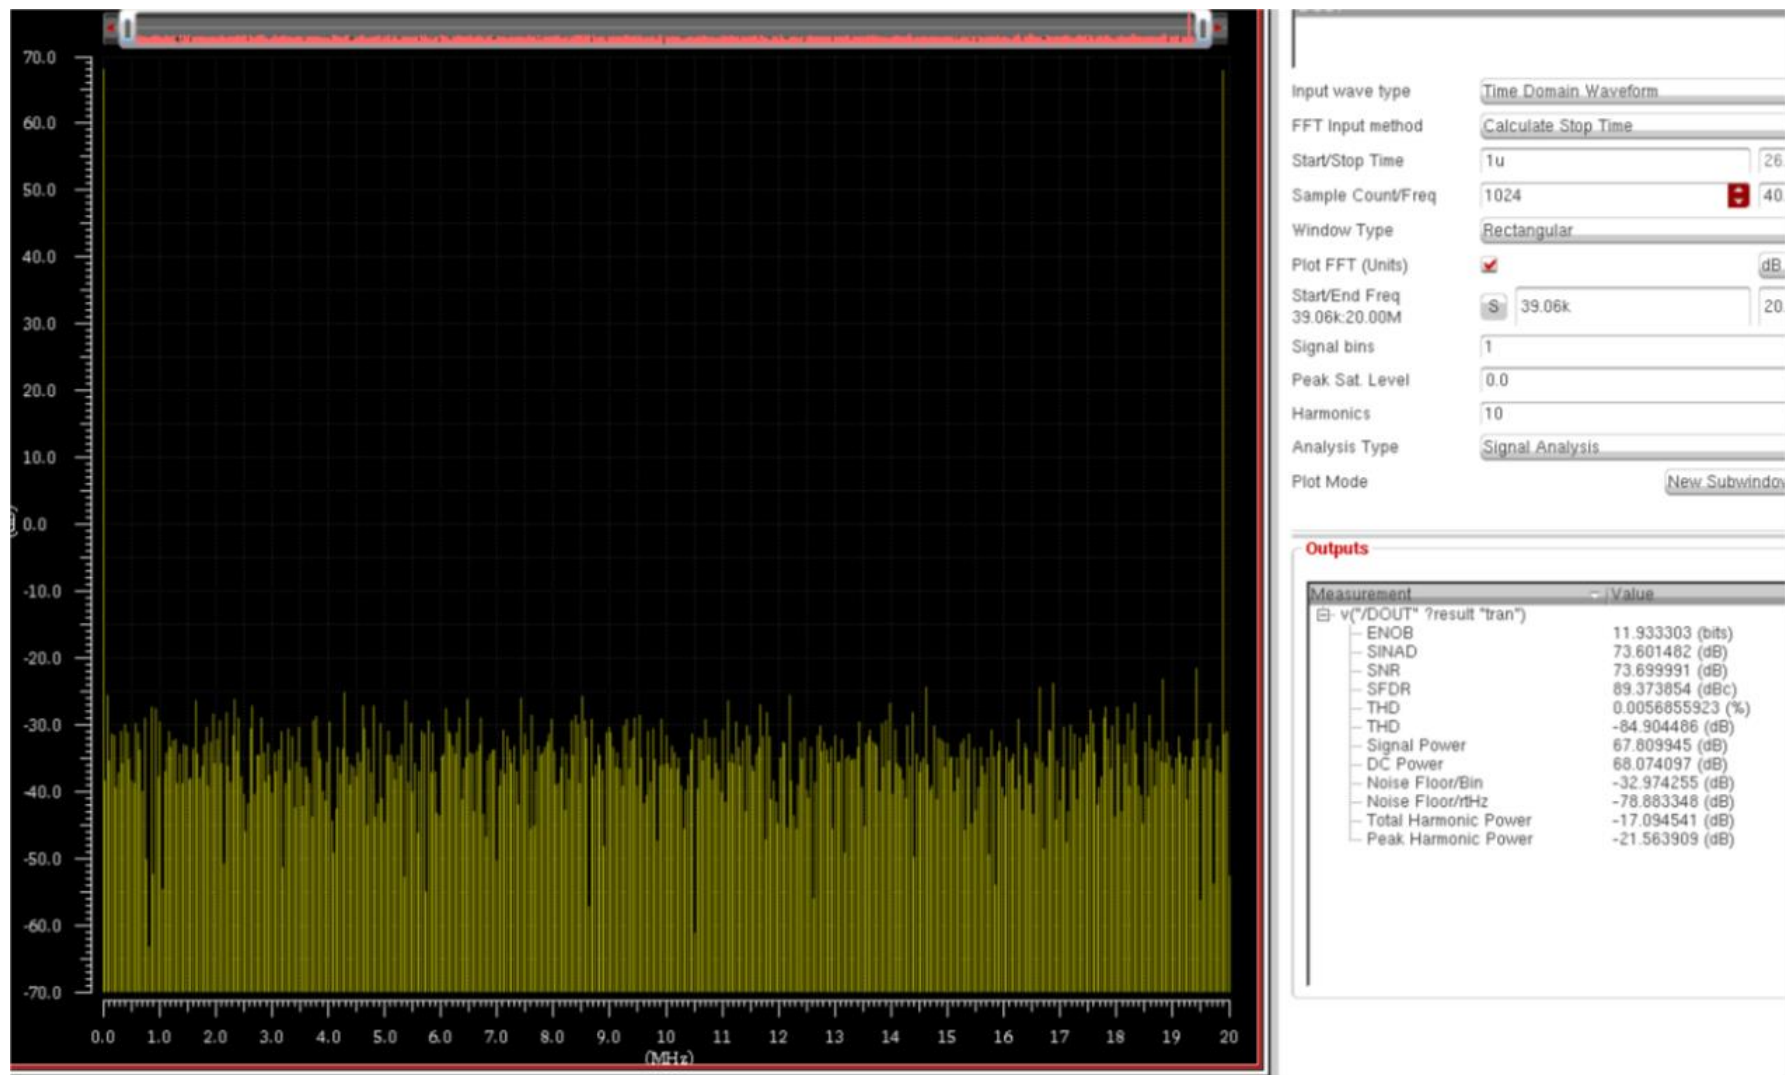 70.0
60.0
50.0
40.0
30.0
20.0
10.0
0.0
-10.0
-20.0
-30.0
-40.0
-50.0
-60.0
-70.0
0.0 1.0 2.0 3.0 4.0 5.0 6.0 7.0 8.0 9.0 10 11 12 13 14 15 16 17 18 19 20
(MHz)
Input wave type Time Domain Waveform
FFT Input method Calculate Stop Time
Start/Stop Time 1u 26.
Sample Count/Freq 1024 40.
Window Type Rectangular
Plot FFT (Units) dB
Start/End Freq
39.06k:20.00M S 39.06k 20.
Signal bins 1
Peak Sat. Level 0.0
Harmonics 10
Analysis Type Signal Analysis
Plot Mode New Subwindow
Outputs
Measurement Value
v("/DOUT" ?result "tran")
ENOB 11.933303 (bits)
SINAD 73.601482 (dB)
SNR 73.699991 (dB)
SFDR 89.373854 (dBc)
THD 0.0056855923 (%)
THD -84.904486 (dB)
Signal Power 67.809945 (dB)
DC Power 68.074097 (dB)
Noise Floor/Bin -32.974255 (dB)
Noise Floor/rtHz -78.883348 (dB)
Total Harmonic Power -17.094541 (dB)
Peak Harmonic Power -21.563909 (dB)